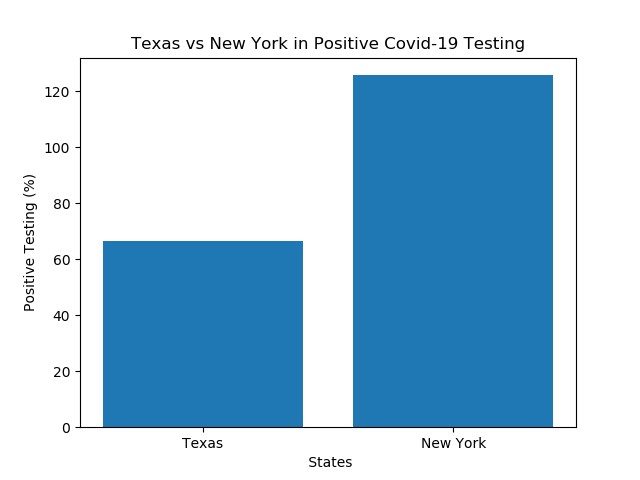 Texas vs New York in Positive Covid-19 Testing
120
100
80
60
40
20
0
Positive Testing (%)
Texas New York
States